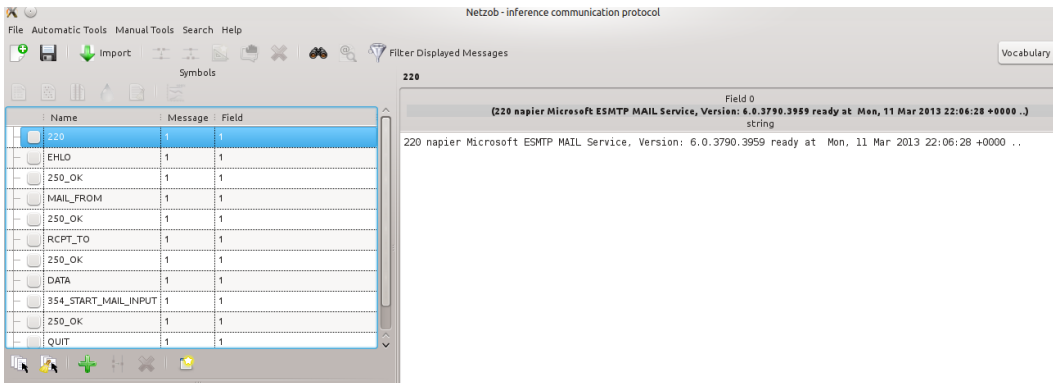 Netzob - inference communication protocol
File Automatic Tools Manual Tools Search Help
Import
Filter Displayed Messages
Vocabulary
Symbols
Name Message Field
220 1 1
EHLO 1 1
250_OK 1 1
MAIL_FROM 1 1
250_OK 1 1
RCPT_TO 1 1
250_OK 1 1
DATA 1 1
354_START_MAIL_INPUT 1 1
250_OK 1 1
QUIT 1 1
220
Field 0
(220 napier Microsoft ESMTP MAIL Service, Version: 6.0.3790.3959 ready at Mon, 11 Mar 2013 22:06:28 +0000 ..)
string
220 napier Microsoft ESMTP MAIL Service, Version: 6.0.3790.3959 ready at Mon, 11 Mar 2013 22:06:28 +0000 ..